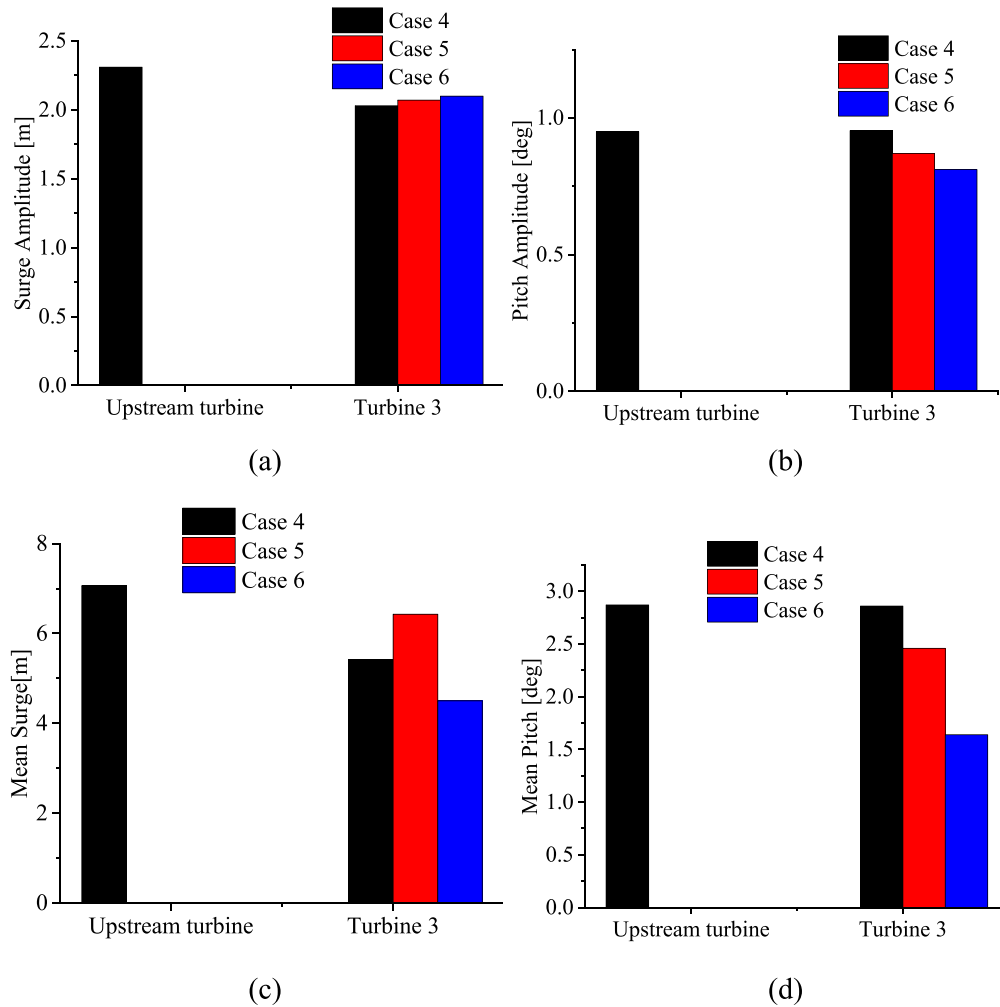 Surge Amplitude [m]
2.5
2.0
1.5
1.0
0.5
0.0
Case 4
Case 5
Case 6
Upstream turbine
Turbine 3
(a)
Pitch Amplitude [deg]
1.0
0.5
0.0
Case 4
Case 5
Case 6
Upstream turbine
Turbine 3
(b)
Mean Surge[m]
8
6
4
2
0
Case 4
Case 5
Case 6
Upstream turbine
Turbine 3
(c)
Mean Pitch [deg]
3.0
2.5
2.0
1.5
1.0
0.5
0.0
Case 4
Case 5
Case 6
Upstream turbine
Turbine 3
(d)